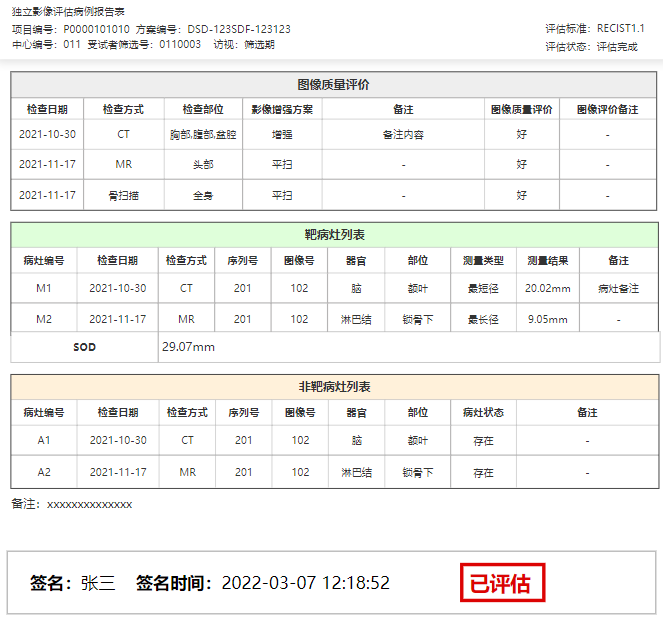 独立影像评估病例报告表
项目编号：P0000101010 方案编号：DSD-123SDF-123123
评估标准：RECIST1.1
中心编号：011 受试者筛选号：0110003 访视：筛选期
评估状态：评估完成
图像质量评价
检查日期 检查方式 检查部位 影像增强方案 备注 图像质量评价 图像评价备注
2021-10-30 CT 胸部,腹部,盆腔 增强 备注内容 好 -
2021-11-17 MR 头部 平扫 - 好 -
2021-11-17 骨扫描 全身 平扫 - 好 -
靶病灶列表
病灶编号 检查日期 检查方式 序列号 图像号 器官 部位 测量类型 测量结果 备注
M1 2021-10-30 CT 201 102 脑 额叶 最短径 20.02mm 病灶备注
M2 2021-11-17 MR 201 102 淋巴结 锁骨下 最长径 9.05mm -
SOD 29.07mm
非靶病灶列表
病灶编号 检查日期 检查方式 序列号 图像号 器官 部位 病灶状态 备注
A1 2021-10-30 CT 201 102 脑 额叶 存在 -
A2 2021-11-17 MR 201 102 淋巴结 锁骨下 存在 -
备注：xxxxxxxxxxxxxx
签名：张三 签名时间：2022-03-07 12:18:52 已评估